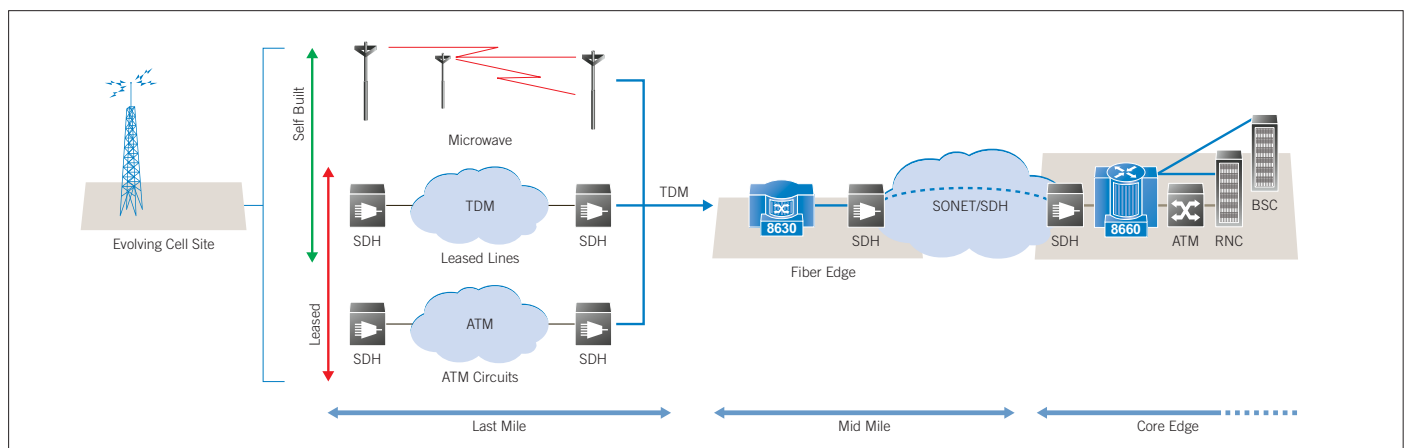 Evolving Cell Site
Self Built
Leased
Microwave
TDM
SDH
SDH
Leased Lines
ATM
SDH
SDH
ATM Circuits
TDM
8630
SDH
Fiber Edge
SONET/SDH
SDH
8660
ATM
RNC
BSC
Last Mile
Mid Mile
Core Edge